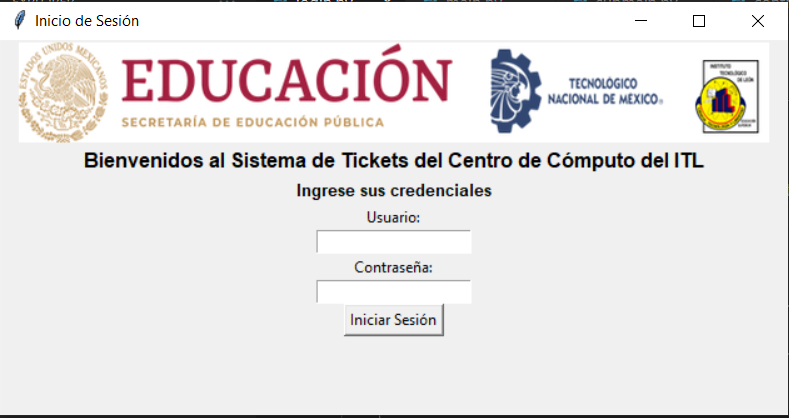 Inicio de Sesión
ESTADOS UNIDOS MEXICANOS
EDUCACIÓN
SECRETARÍA DE EDUCACIÓN PÚBLICA
TECNOLÓGICO
NACIONAL DE MÉXICO®
INSTITUTO
TECNOLÓGICO
DE LEÓN
Bienvenidos al Sistema de Tickets del Centro de Cómputo del ITL
Ingrese sus credenciales
Usuario:
Contraseña:
Iniciar Sesión